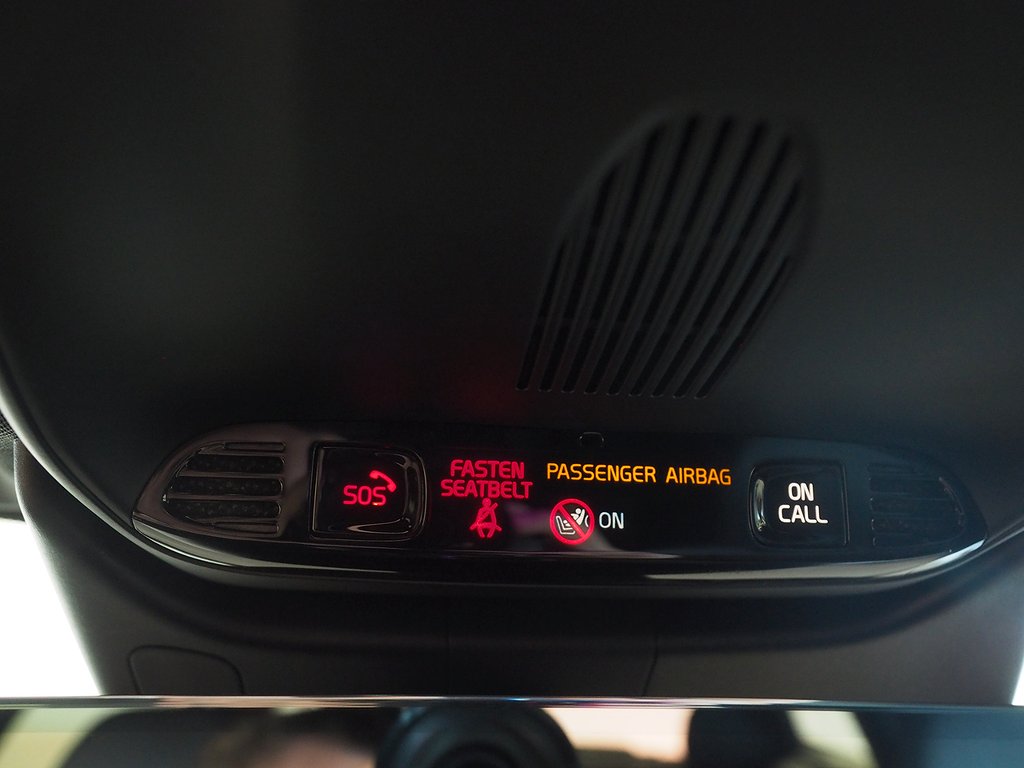 SOS
FASTEN
SEATBELT
PASSENGER AIRBAG
ON
ON
CALL